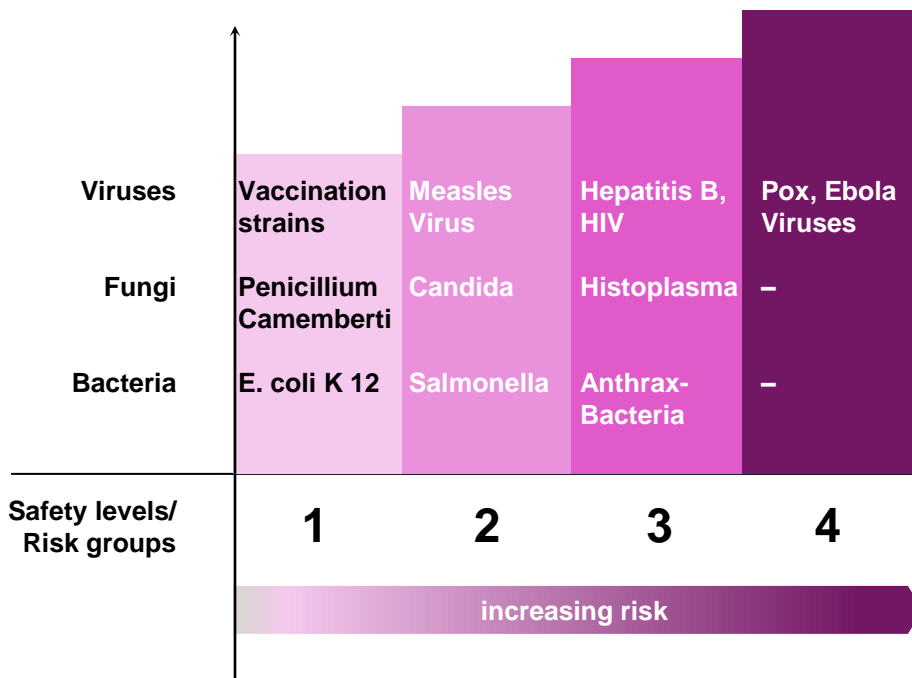 Viruses
Vaccination
strains
Measles
Virus
Hepatitis B,
HIV
Pox, Ebola
Viruses
Fungi
Penicillium
Camemberti
Candida
Histoplasma
–
Bacteria
E. coli K 12
Salmonella
Anthrax-
Bacteria
–
Safety levels/
Risk groups
1
2
3
4
increasing risk